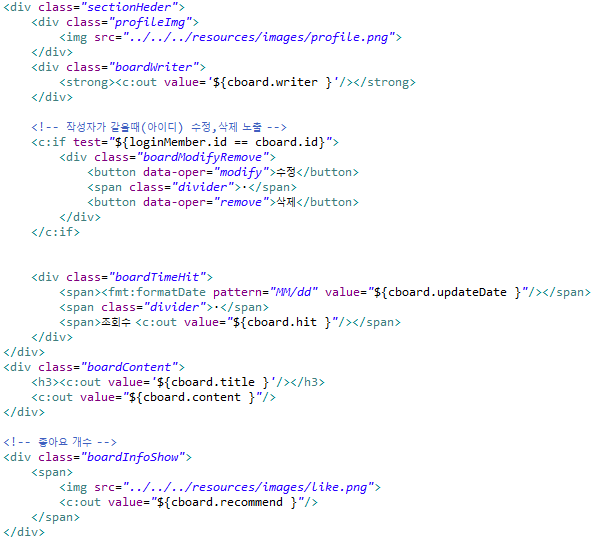 <div class="sectionHeder">
    <div class="profileImg">
        <img src="../../../resources/images/profile.png">
    </div>
    <div class="boardWriter">
        <strong><c:out value='${cboard.writer }'/></strong>
    </div>

    <!-- 작성자가 같을때(아이디) 수정,삭제 노출 -->
    <c:if test="${loginMember.id == cboard.id}">
        <div class="boardModifyRemove">
            <button data-oper="modify">수정</button>
            <span class="divider">·</span>
            <button data-oper="remove">삭제</button>
        </div>
    </c:if>


    <div class="boardTimeHit">
        <span><fmt:formatDate pattern="MM/dd" value="${cboard.updateDate }"/></span>
        <span class="divider">·</span>
        <span>조회수 <c:out value="${cboard.hit }"/></span>
    </div>
</div>
<div class="boardContent">
    <h3><c:out value='${cboard.title }'/></h3>
    <c:out value="${cboard.content }"/>
</div>

<!-- 좋아요 개수 -->
<div class="boardInfoShow">
    <span>
        <img src="../../../resources/images/like.png">
        <c:out value="${cboard.recommend }"/>
    </span>
</div>